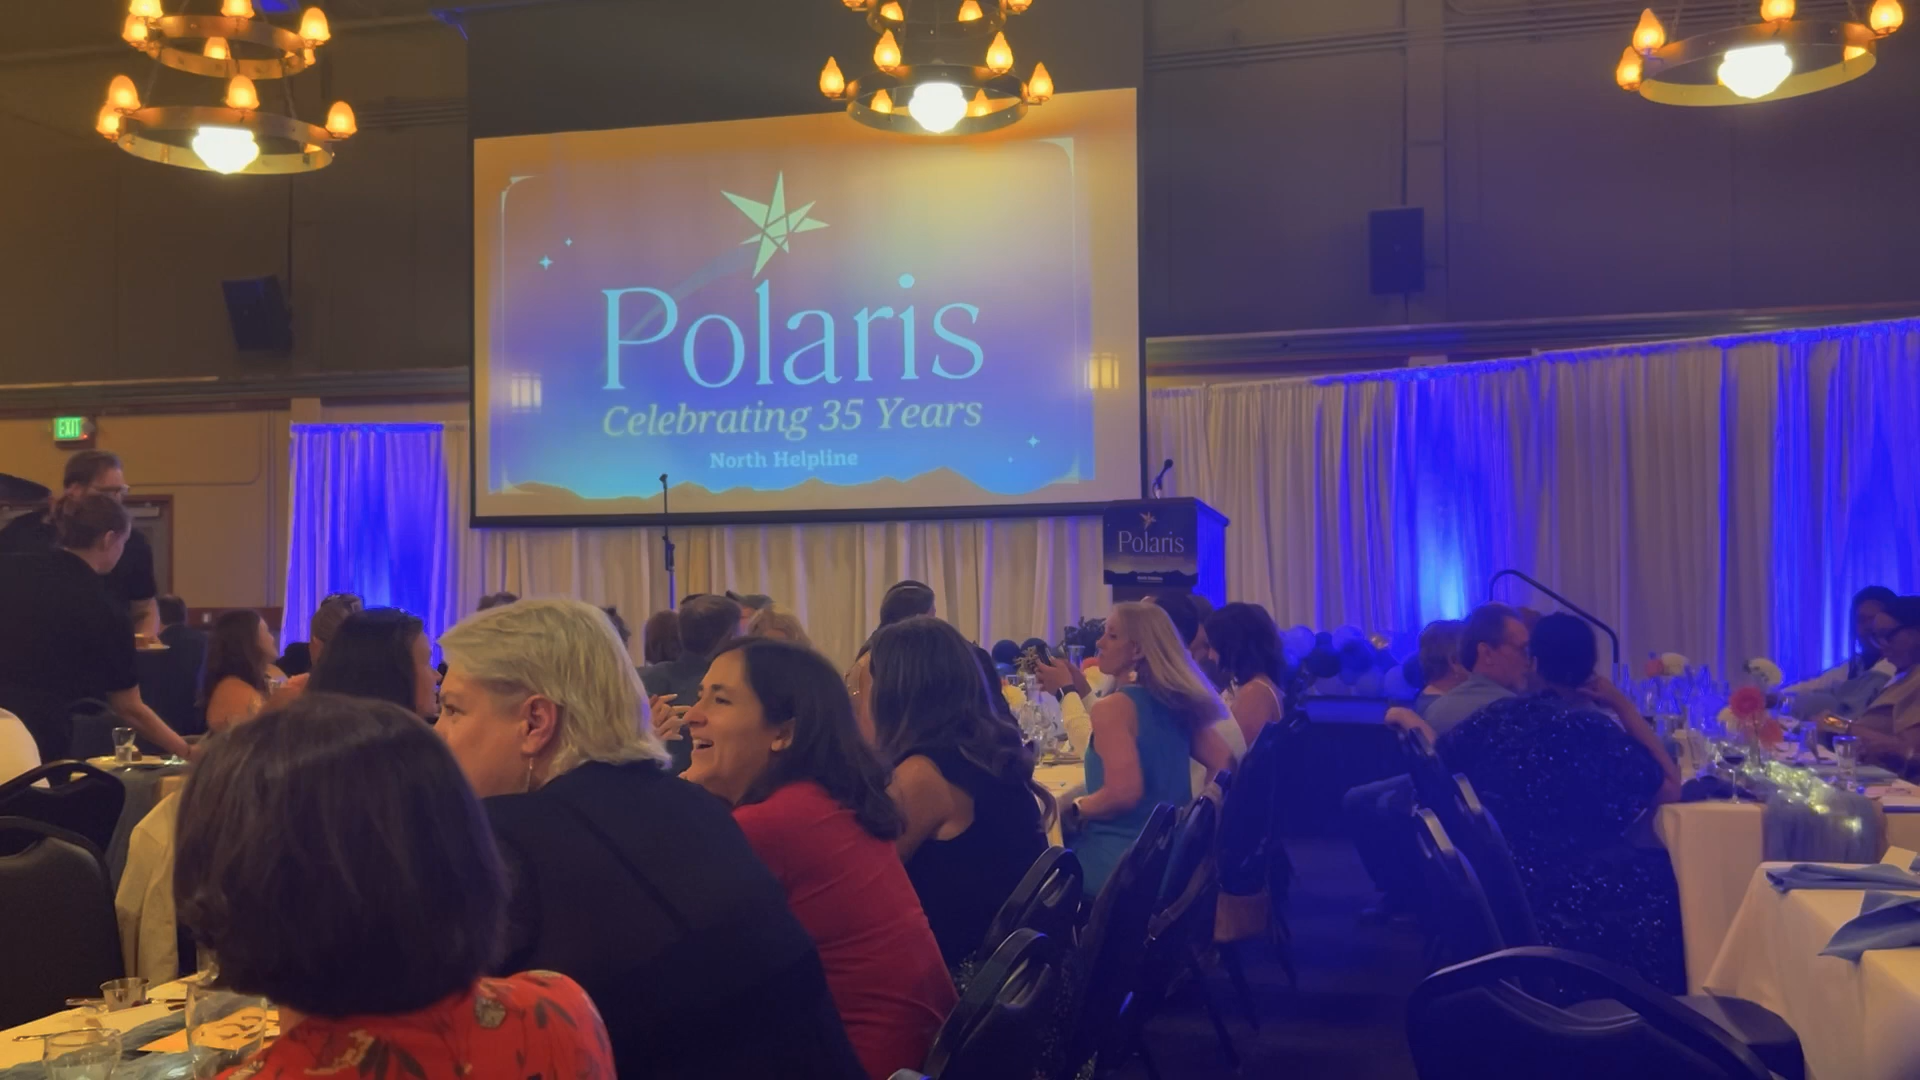 Polaris
Celebrating 35 Years
North Helpline
EXIT
Polaris